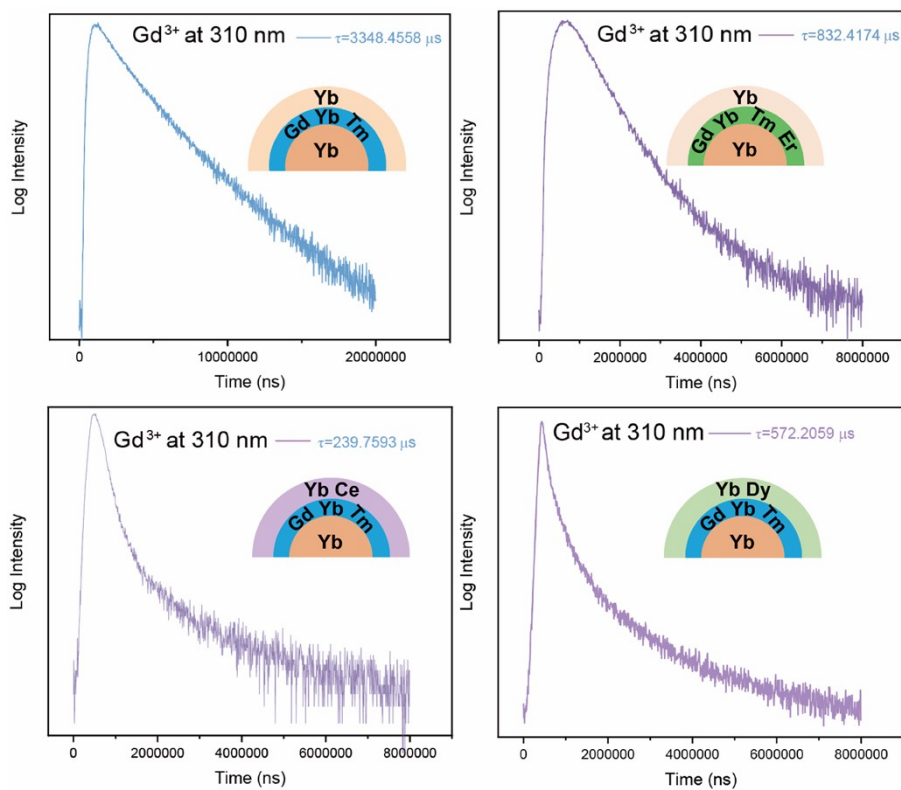 Gd³⁺ at 310 nm τ=3348.4558 µs
Yb
Gd Yb Tm
Yb
Log Intensity
0 10000000 20000000
Time (ns)
Gd³⁺ at 310 nm τ=832.4174 µs
Yb
Gd Yb Tm Er
Yb
Log Intensity
0 2000000 4000000 6000000 8000000
Time (ns)
Gd³⁺ at 310 nm τ=239.7593 µs
Yb Ce
Gd Yb Tm
Yb
Log Intensity
0 2000000 4000000 6000000 8000000
Time (ns)
Gd³⁺ at 310 nm τ=572.2059 µs
Yb Dy
Gd Yb Tm
Yb
Log Intensity
0 2000000 4000000 6000000 8000000
Time (ns)